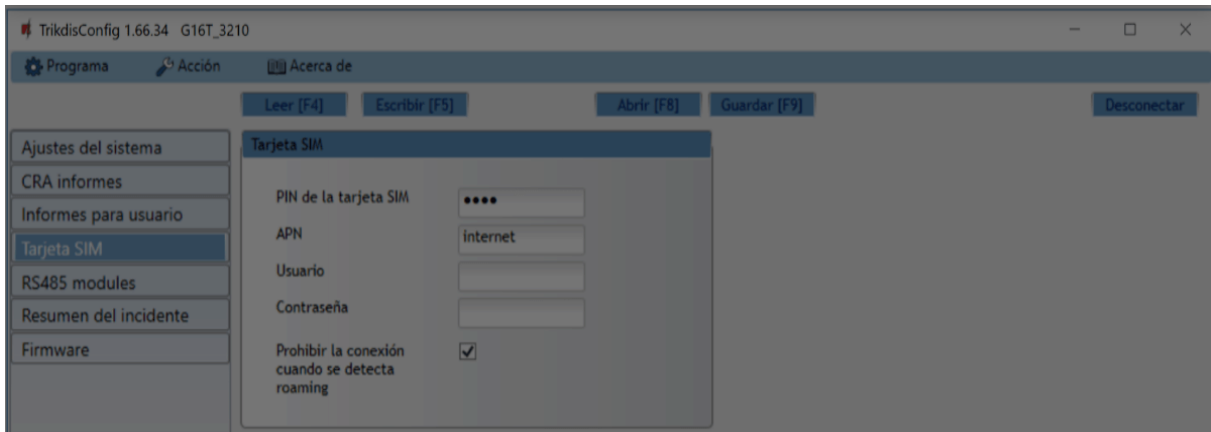 TrikdisConfig 1.66.34 G16T_3210
Programa Acción Acerca de
Leer [F4] Escribir [F5] Abrir [F8] Guardar [F9] Desconectar
Ajustes del sistema
CRA informes
Informes para usuario
Tarjeta SIM
RS485 modules
Resumen del incidente
Firmware
Tarjeta SIM
PIN de la tarjeta SIM ••••
APN internet
Usuario
Contraseña
Prohibir la conexión
cuando se detecta
roaming